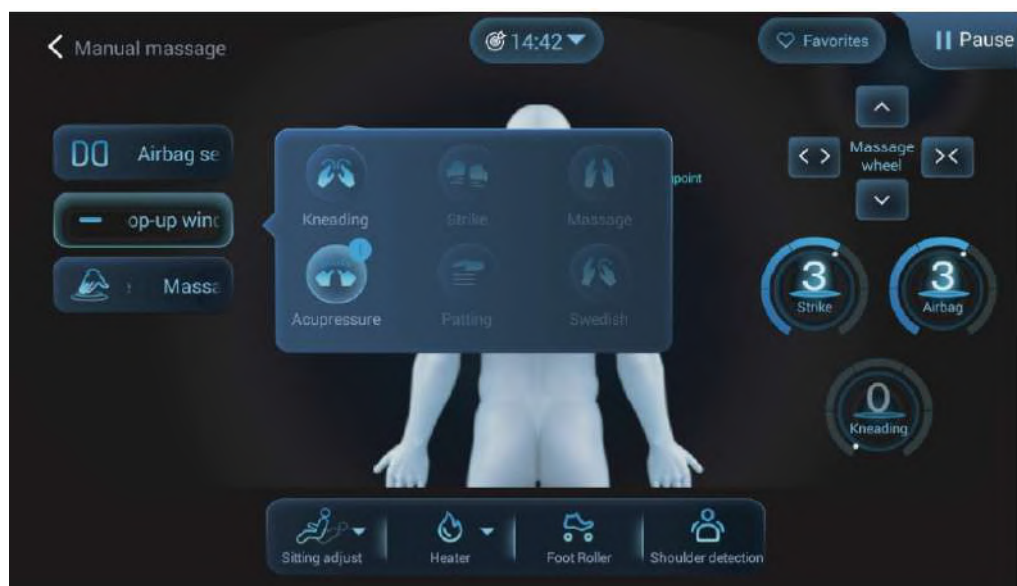 Manual massage
14:42
Favorites
Pause
Airbag se
op-up winc
Massa
Kneading
Strike
Massage
Acupressure
Patting
Swedish
point
Massage
wheel
3
Strike
3
Airbag
0
Kneading
Sitting adjust
Heater
Foot Roller
Shoulder detection